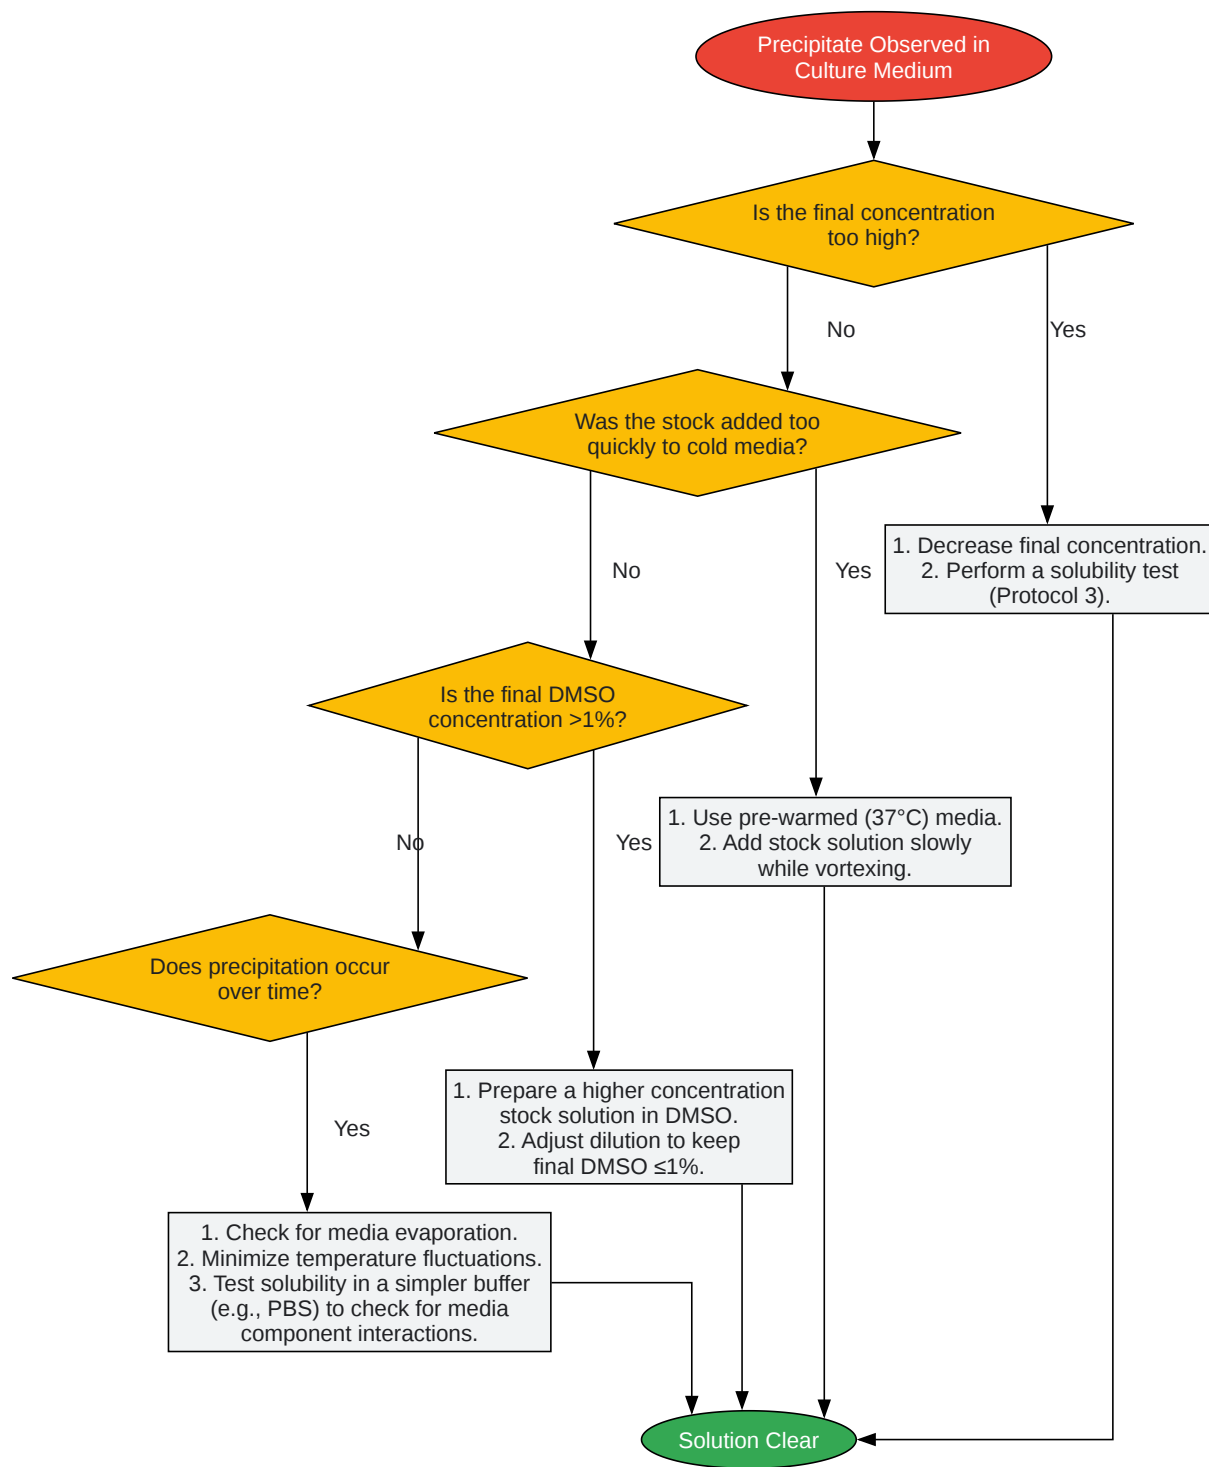 Precipitate Observed in
Culture Medium
Is the final concentration
too high?
No
Yes
Was the stock added too
quickly to cold media?
1. Decrease final concentration.
2. Perform a solubility test
(Protocol 3).
No
Yes
Is the final DMSO
concentration >1%?
1. Use pre-warmed (37°C) media.
2. Add stock solution slowly
while vortexing.
No
Yes
Does precipitation occur
over time?
1. Prepare a higher concentration
stock solution in DMSO.
2. Adjust dilution to keep
final DMSO ≤1%.
Yes
1. Check for media evaporation.
2. Minimize temperature fluctuations.
3. Test solubility in a simpler buffer
(e.g., PBS) to check for media
component interactions.
Solution Clear